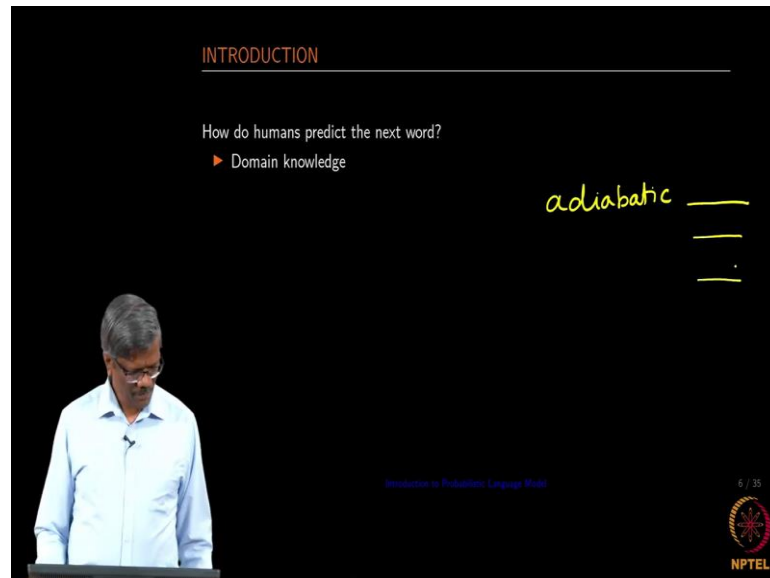 INTRODUCTION
How do humans predict the next word?
▶ Domain knowledge
adiabatic
Introduction to Probabilistic Language Model
6 / 35
NPTEL